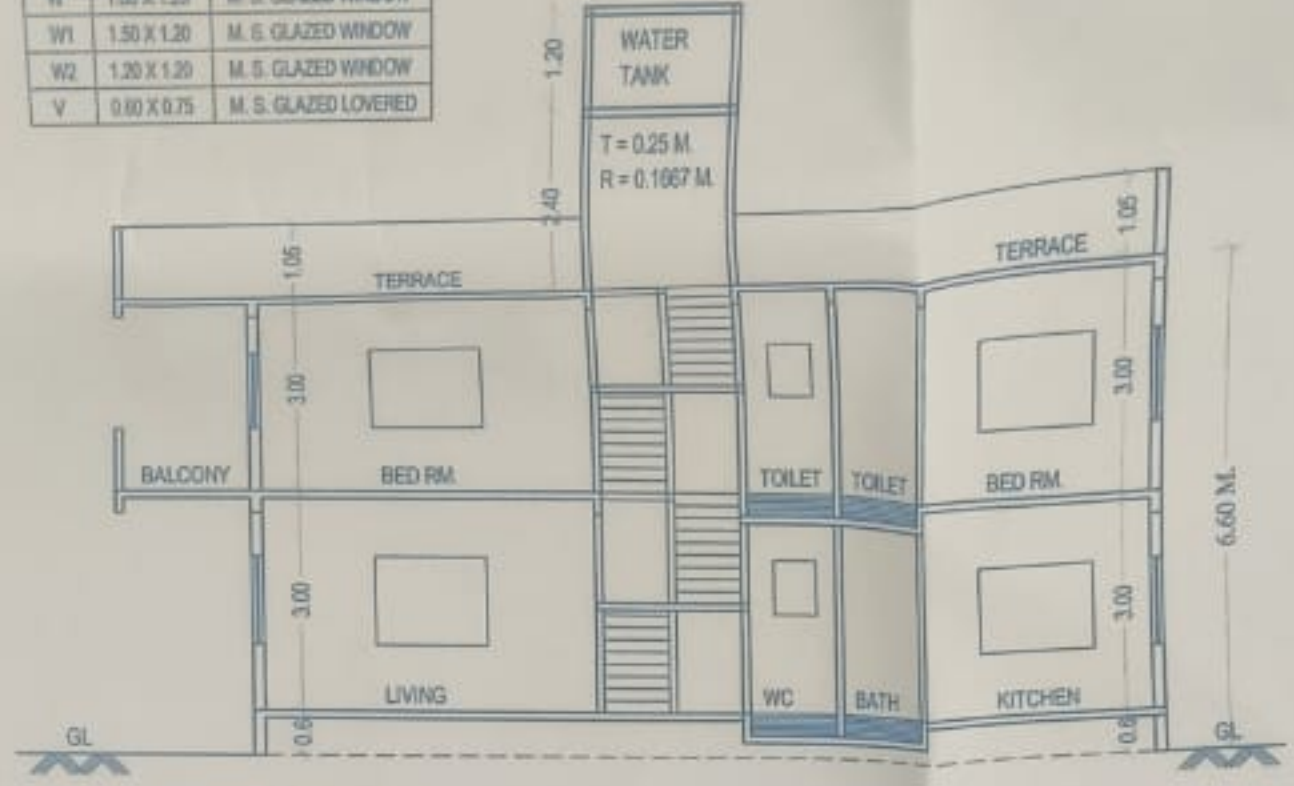 W1 1.50 X 1.20 M. S. GLAZED WINDOW
W2 1.20 X 1.20 M. S. GLAZED WINDOW
V 0.60 X 0.75 M. S. GLAZED LOVERED
1.20
WATER
TANK
T = 0.25 M.
R = 0.1667 M.
2.40
1.05
TERRACE
TERRACE
1.05
3.00
3.00
BALCONY
BED RM.
TOILET
TOILET
BED RM.
6.60 M.
3.00
3.00
LIVING
WC
BATH
KITCHEN
GL
0.6
0.6
GL